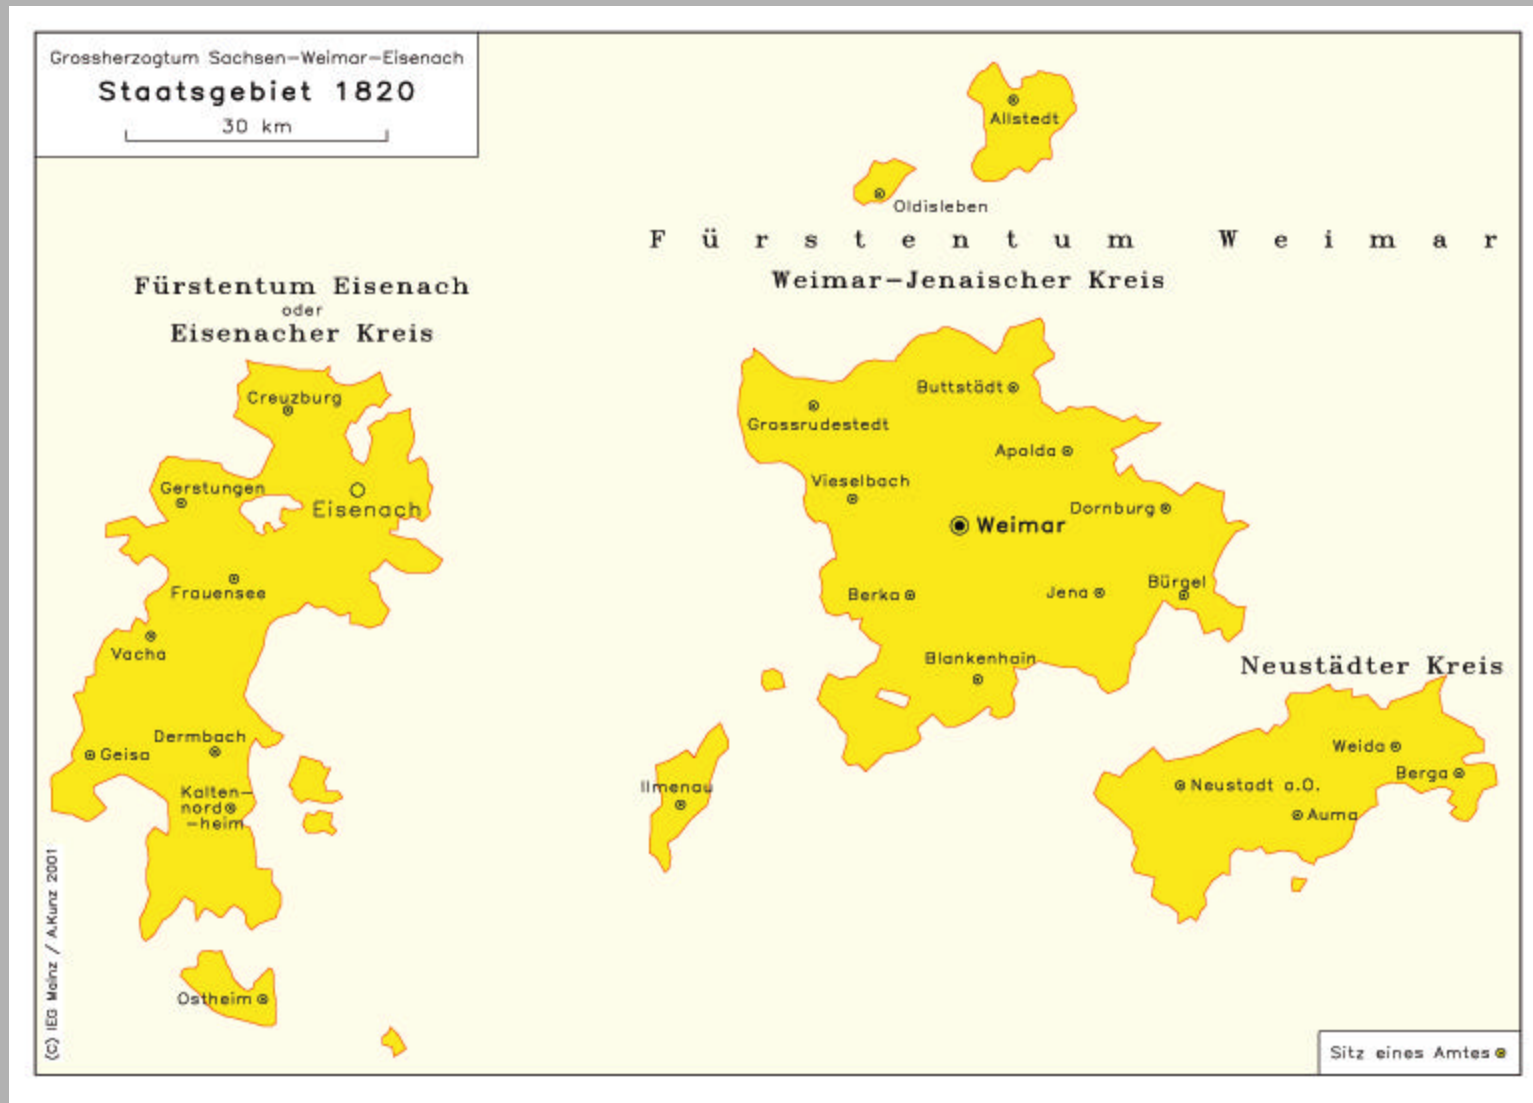 Grossherzogtum Sachsen-Weimar-Eisenach
Staatsgebiet 1820
30 km
Allstedt
Oldisleben
Fürstentum Weimar
Weimar-Jenaischer Kreis
Fürstentum Eisenach
oder
Eisenacher Kreis
Creuzburg
Gerstungen
Eisenach
Frauensee
Vacha
Dermbach
Geisa
Kalten-
nord
-heim
Ostheim
Buttstädt
Grossrudestedt
Apolda
Vieselbach
Dornburg
Weimar
Berka
Jena
Bürgel
Blankenhain
Ilmenau
Neustädter Kreis
Weida
Berga
Neustadt a.O.
Auma
(C) IEG Mainz / A.Kunz 2001
Sitz eines Amtes